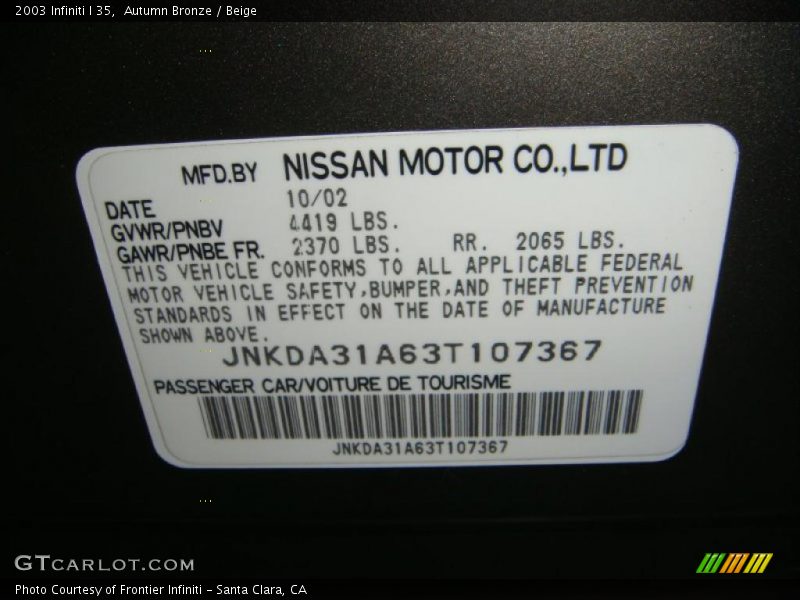 2003 Infiniti I 35, Autumn Bronze / Beige
MFD.BY NISSAN MOTOR CO.,LTD
DATE 10/02
GVWR/PNBV 4419 LBS.
GAWR/PNBE FR. 2370 LBS. RR. 2065 LBS.
THIS VEHICLE CONFORMS TO ALL APPLICABLE FEDERAL
MOTOR VEHICLE SAFETY,BUMPER,AND THEFT PREVENTION
STANDARDS IN EFFECT ON THE DATE OF MANUFACTURE
SHOWN ABOVE.
JNKDA31A63T107367
PASSENGER CAR/VOITURE DE TOURISME
JNKDA31A63T107367
GTCARLOT.COM
Photo Courtesy of Frontier Infiniti - Santa Clara, CA